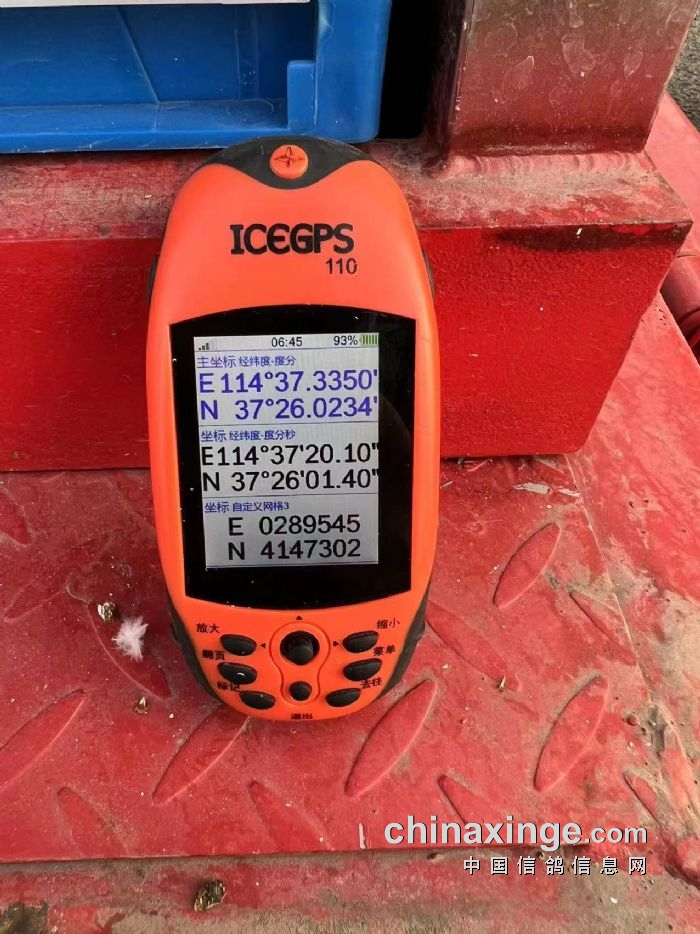 ICEGPS
110
06:45 93%
主坐标 经纬度-度分
E 114°37.3350'
N 37°26.0234'
坐标 经纬度-度分秒
E114°37'20.10"
N 37°26'01.40"
坐标 自定义网格3
E 0289545
N 4147302
放大 缩小
翻页 菜单
标记 去往
退出
chinaxinge.com
中国信鸽信息网